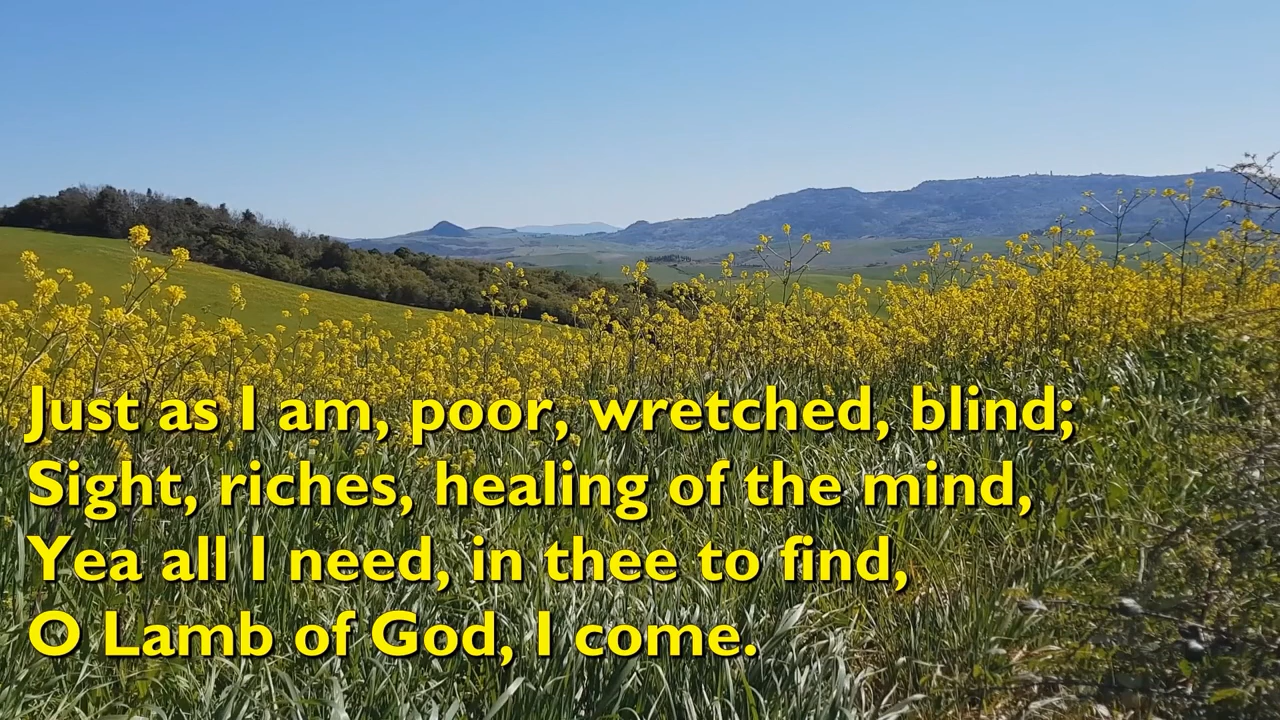 Just as I am, poor, wretched, blind;
Sight, riches, healing of the mind,
Yea all I need, in thee to find,
O Lamb of God, I come.